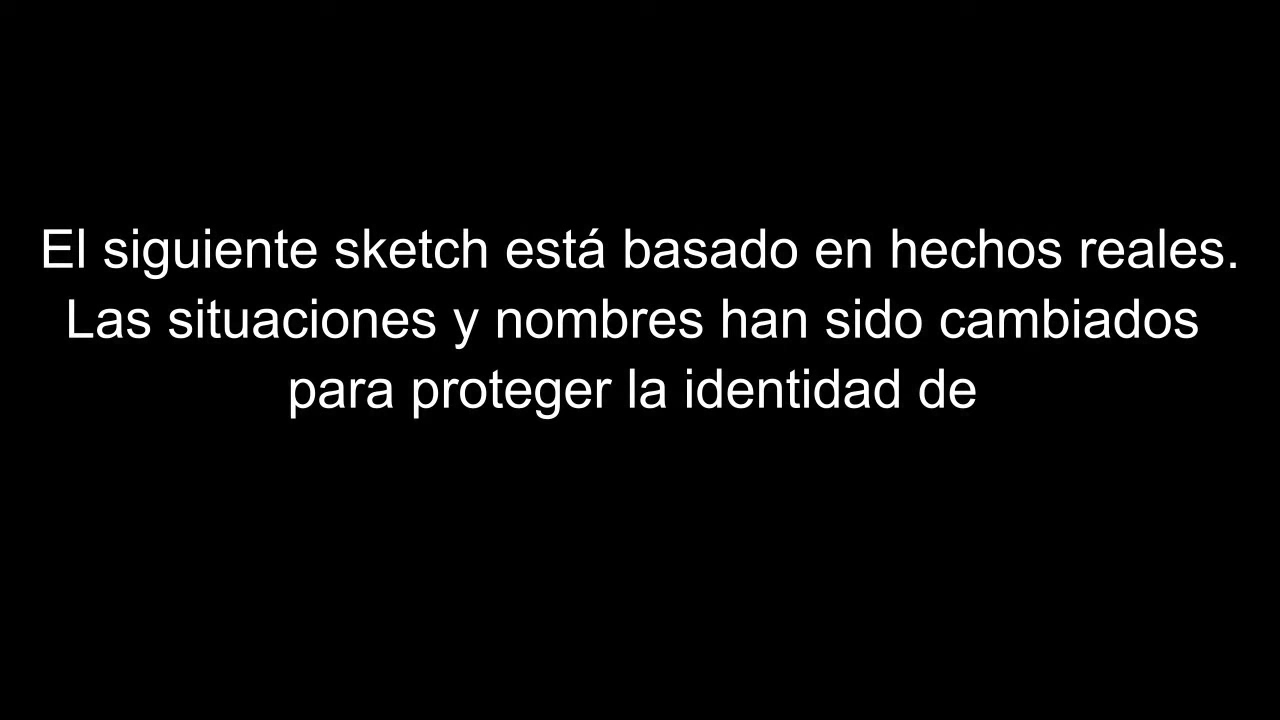 El siguiente sketch está basado en hechos reales.
Las situaciones y nombres han sido cambiados
para proteger la identidad de